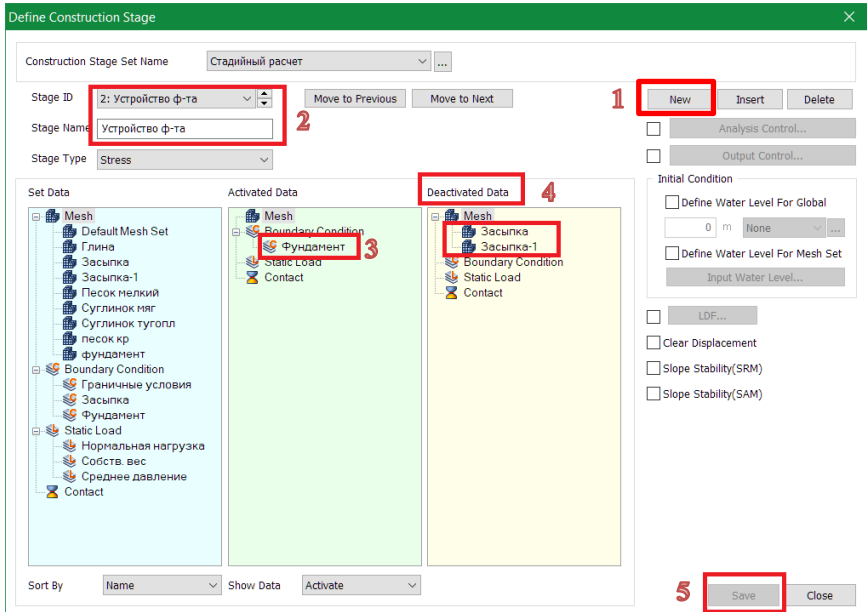 Define Construction Stage
Construction Stage Set Name Стадийный расчет ...
Stage ID 2: Устройство ф-та Move to Previous Move to Next 1 New Insert Delete
Stage Name Устройство ф-та 2 Analysis Control...
Stage Type Stress Output Control...
Set Data Activated Data Deactivated Data 4 Initial Condition
Mesh Mesh Mesh Define Water Level For Global
Default Mesh Set Boundary Condition Засыпка
Глина Фундамент 3 Засыпка-1 0 m None ...
Засыпка Static Load Boundary Condition Define Water Level For Mesh Set
Засыпка-1 Contact Static Load Input Water Level...
Песок мелкий Contact
Суглинок мяг LDF...
Суглинок тугопл
песок кр Clear Displacement
фундамент Slope Stability(SRM)
Boundary Condition Slope Stability(SAM)
Граничные условия
Засыпка
Фундамент
Static Load
Нормальная нагрузка
Собств. вес
Среднее давление
Contact
Sort By Name Show Data Activate 5 Save Close